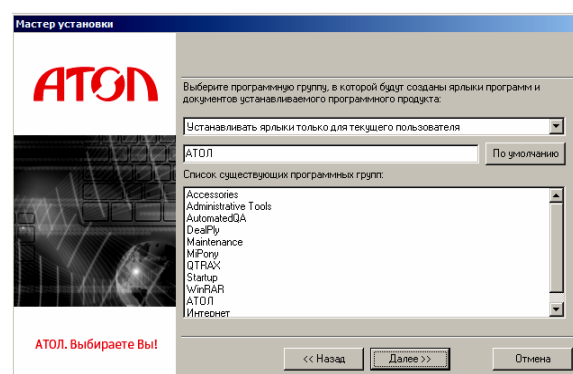 Мастер установки
АТОЛ
Выберите программную группу, в которой будут созданы ярлыки программ и
документов устанавливаемого программного продукта:
Устанавливать ярлыки только для текущего пользователя
АТОЛ
По умолчанию
Список существующих программных групп:
Accessories
Administrative Tools
AutomatedQA
DealPly
Maintenance
MiPony
QTRAX
Startup
WinRAR
АТОЛ
Интернет
АТОЛ. Выбираете Вы!
<< Назад
Далее >>
Отмена